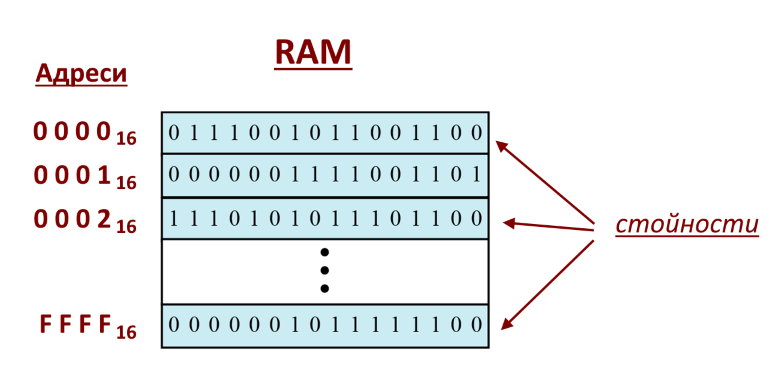 RAM
Адреси
0 0 0 0 16 0 1 1 1 0 0 1 0 1 1 0 0 1 1 0 0
0 0 0 1 16 0 0 0 0 0 0 1 1 1 1 0 0 1 1 0 1
0 0 0 2 16 1 1 1 0 1 0 1 0 1 1 1 0 1 1 0 0
стойности
F F F F 16 0 0 0 0 0 0 1 0 1 1 1 1 1 1 0 0